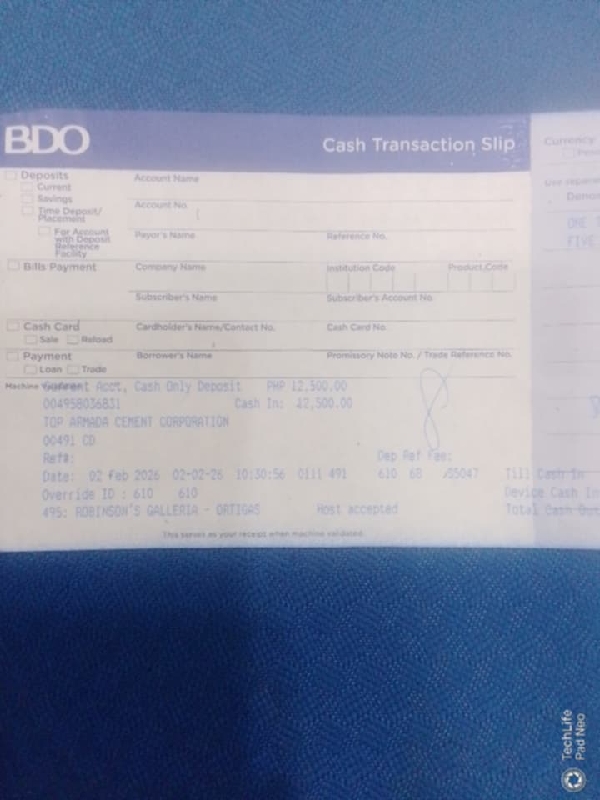 BDO
Cash Transaction Slip
Currency
Deposits
Current
Savings
Time Deposit/
Placement
For Account
with Deposit
Reference
Facility
Account Name
Account No.
Payor's Name
Reference No.
Bills Payment
Company Name
Institution Code
Product Code
Subscriber's Name
Subscriber's Account No.
Cash Card
Sale
Reload
Cardholder's Name/Contact No.
Cash Card No.
Payment
Loan
Trade
Borrower's Name
Promissory Note No. / Trade Reference No.
Machine
Current Acct, Cash Only Deposit PHP 12,500.00
004958036831 Cash In: 12,500.00
TOP ARMADA CEMENT CORPORATION
00491 CD
Ref#: Dep Ref Fee:
Date: 02 Feb 2026 02-02-26 10:30:56 0111 491 610 68 Till Cash In
Override ID : 610 610 Device Cash In
495: ROBINSON'S GALLERIA - ORTIGAS Host accepted Total Cash Out
This serves as your receipt when machine validated.
FIVE
TechLife
Pad Neo